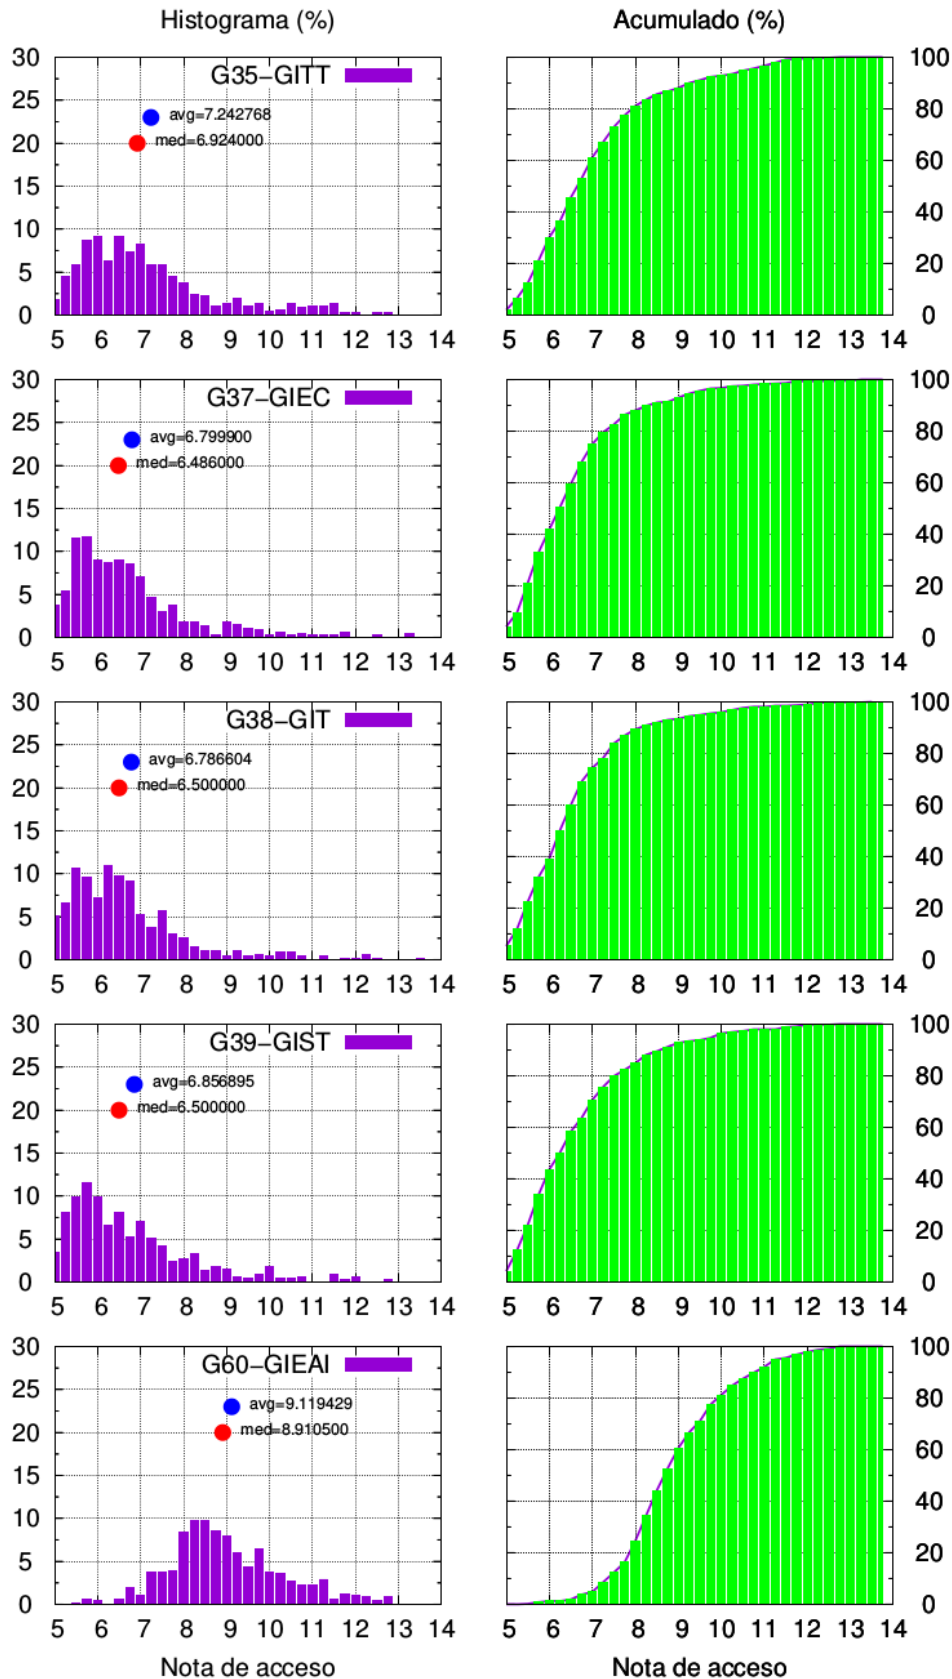 Histograma (%) Acumulado (%)
30 G35-GITT 100
25 avg=7.242768 80
20 med=6.924000 60
15
10 40
5 20
0 0
5 6 7 8 9 10 11 12 13 14 5 6 7 8 9 10 11 12 13 14
30 G37-GIEC 100
25 avg=6.799900 80
20 med=6.486000 60
15
10 40
5 20
0 0
5 6 7 8 9 10 11 12 13 14 5 6 7 8 9 10 11 12 13 14
30 G38-GIT 100
25 avg=6.786604 80
20 med=6.500000 60
15
10 40
5 20
0 0
5 6 7 8 9 10 11 12 13 14 5 6 7 8 9 10 11 12 13 14
30 G39-GIST 100
25 avg=6.856895 80
20 med=6.500000 60
15
10 40
5 20
0 0
5 6 7 8 9 10 11 12 13 14 5 6 7 8 9 10 11 12 13 14
30 G60-GIEAI 100
25 avg=9.119429 80
20 med=8.910500 60
15
10 40
5 20
0 0
5 6 7 8 9 10 11 12 13 14 5 6 7 8 9 10 11 12 13 14
Nota de acceso Nota de acceso